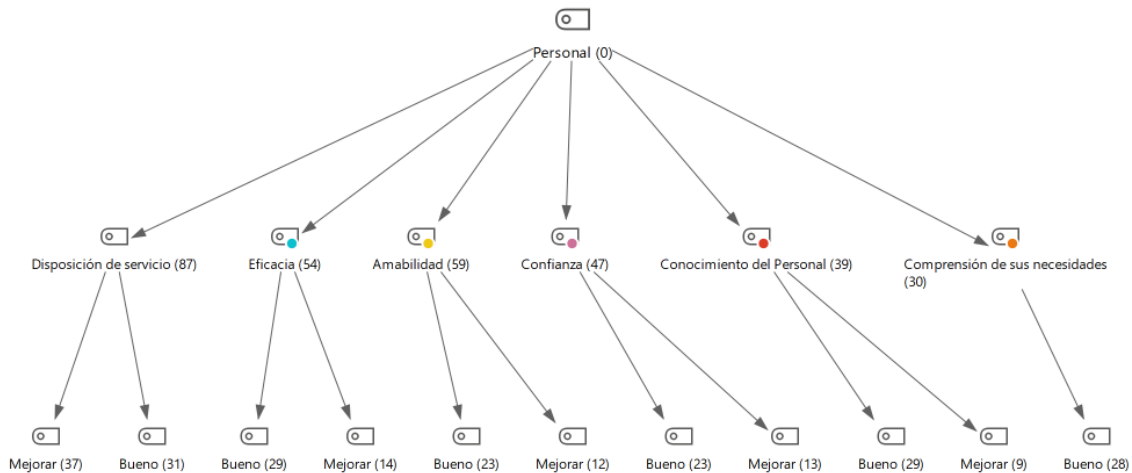 Personal (0)
Disposición de servicio (87)
Eficacia (54)
Amabilidad (59)
Confianza (47)
Conocimiento del Personal (39)
Comprensión de sus necesidades
(30)
Mejorar (37)
Bueno (31)
Bueno (29)
Mejorar (14)
Bueno (23)
Mejorar (12)
Bueno (23)
Mejorar (13)
Bueno (29)
Mejorar (9)
Bueno (28)